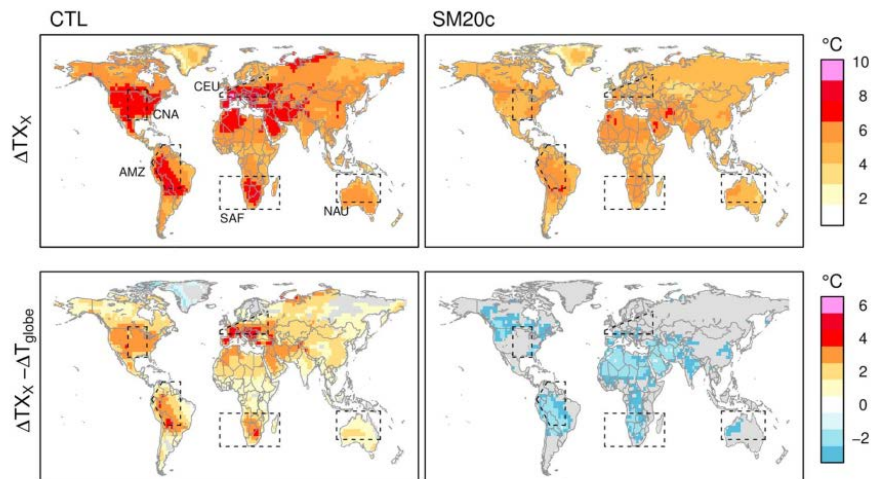 CTL
SM20c
ΔTXx
CEU
CNA
AMZ
SAF
NAU
°C
10
8
6
4
2
ΔTXx − ΔTglobe
°C
6
4
2
0
−2